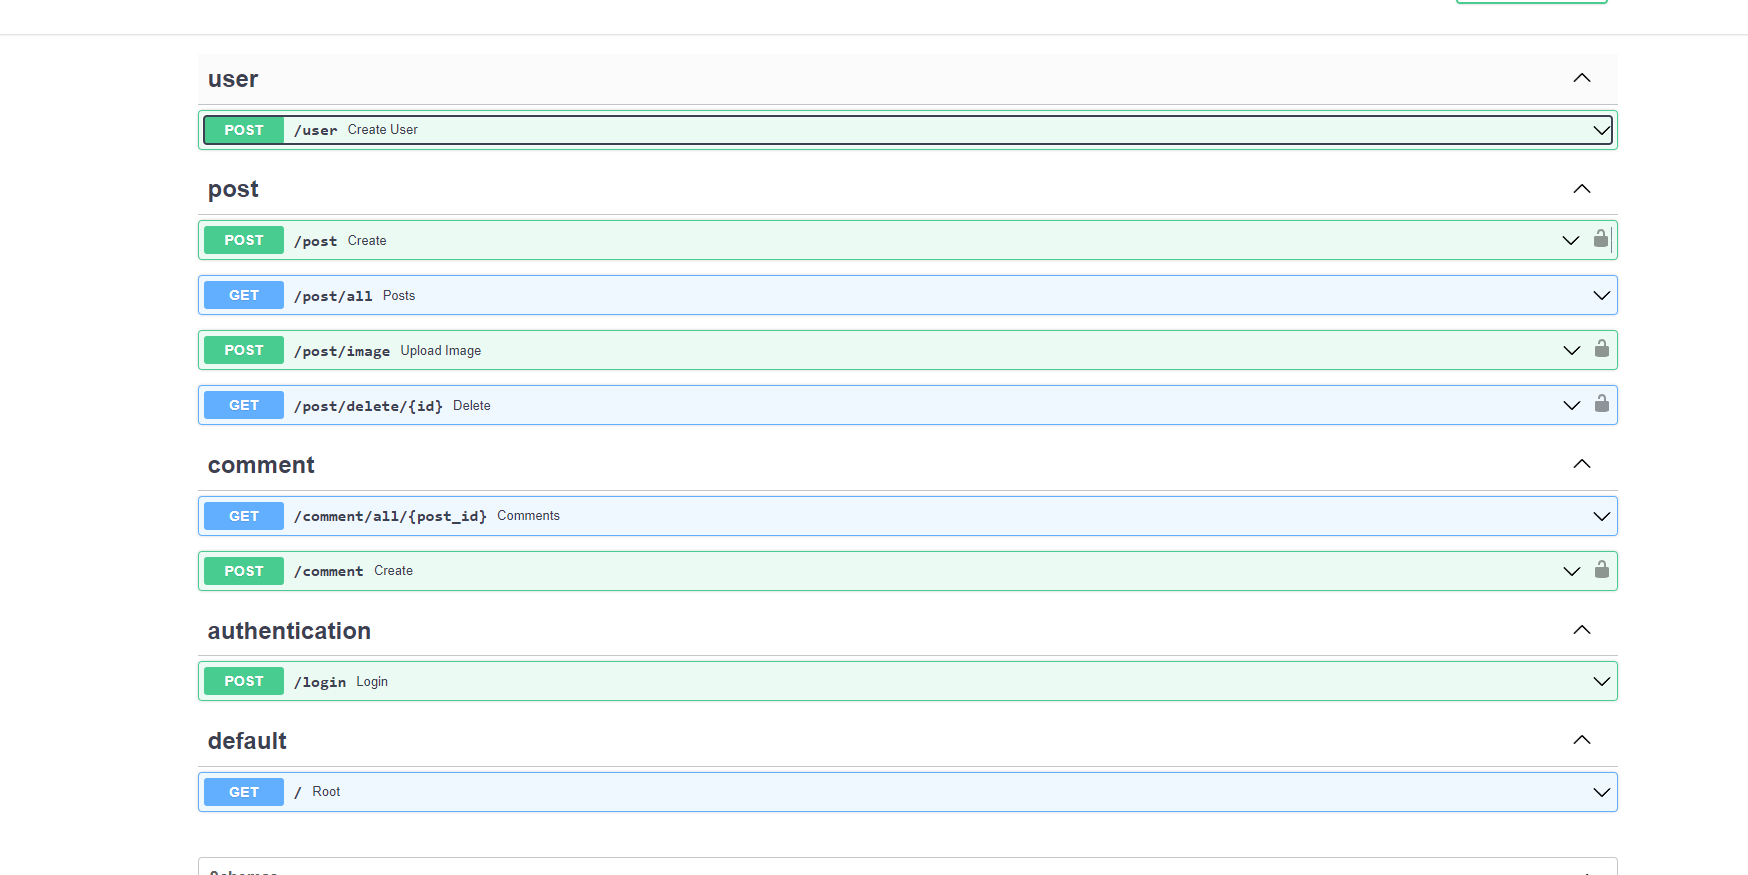 user
POST /user Create User
post
POST /post Create
GET /post/all Posts
POST /post/image Upload Image
GET /post/delete/{id} Delete
comment
GET /comment/all/{post_id} Comments
POST /comment Create
authentication
POST /login Login
default
GET / Root
Schemas